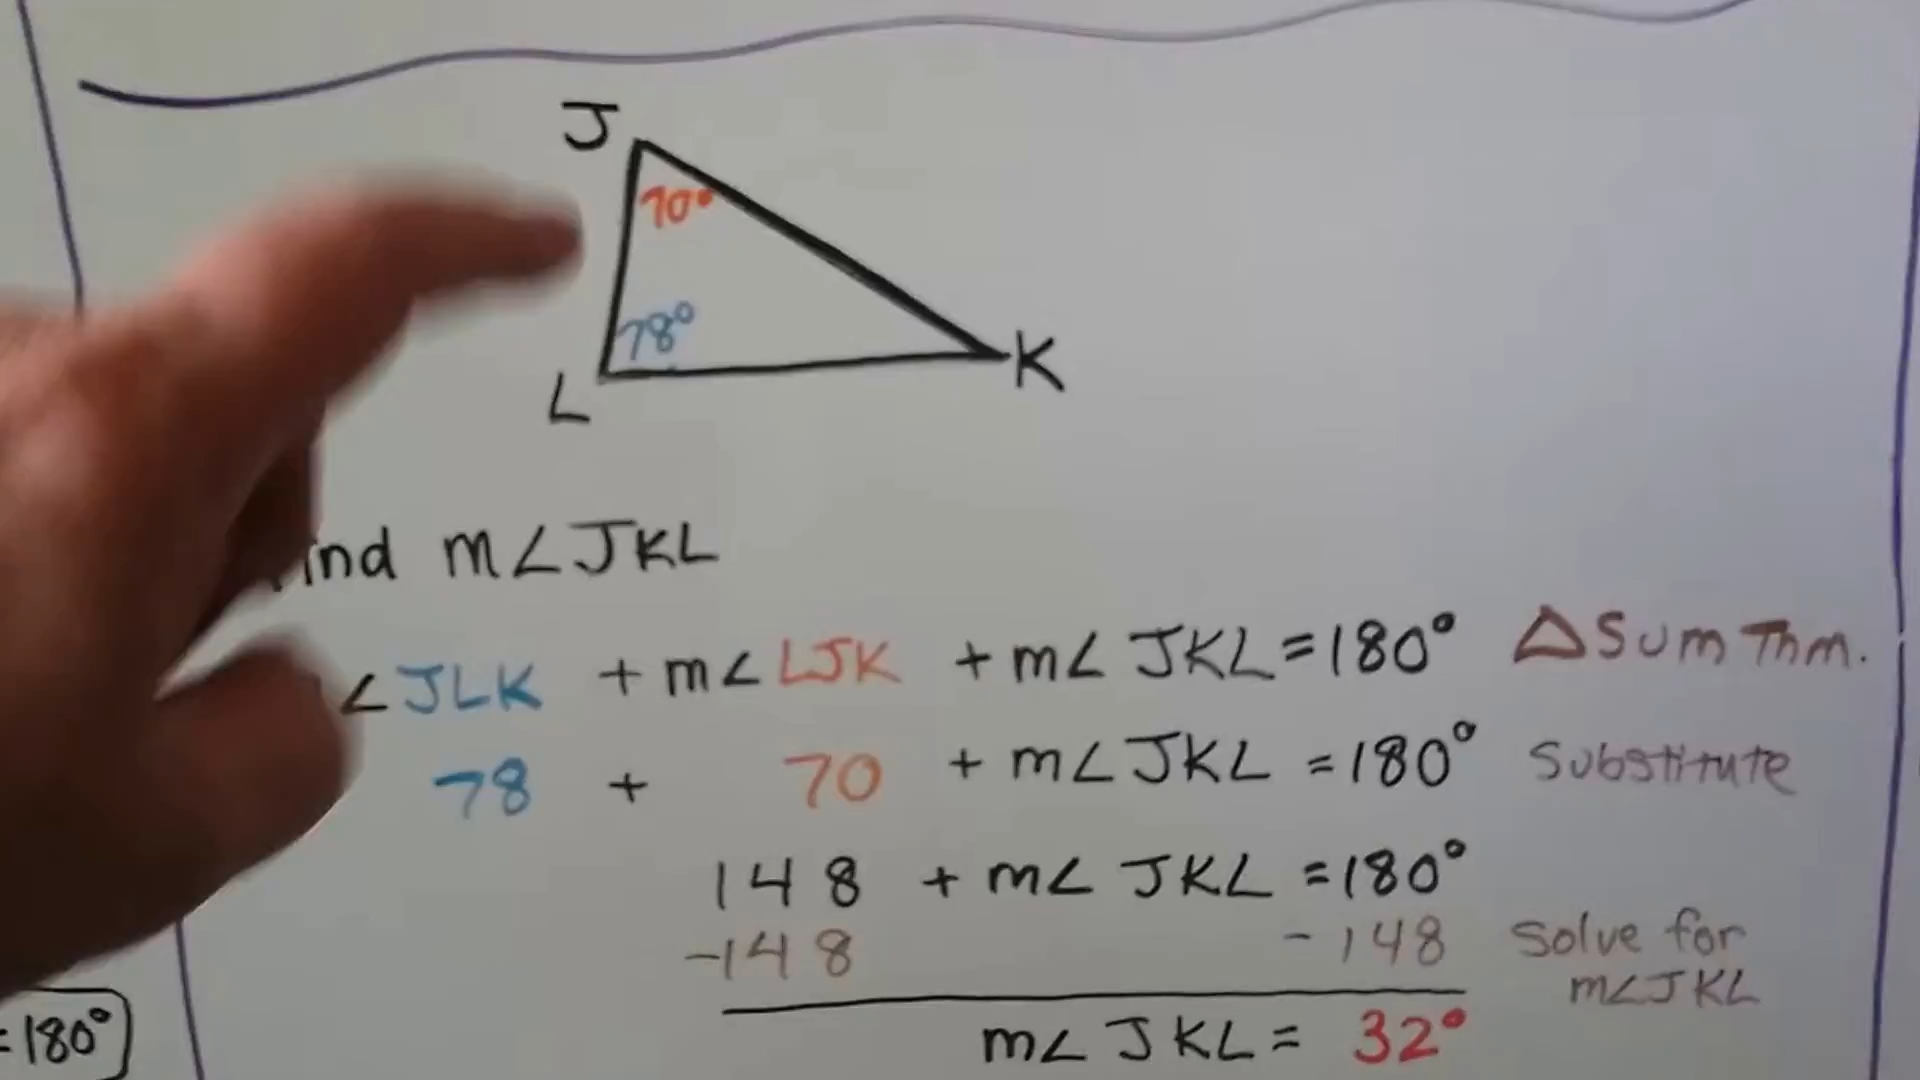 J
70°
78°
L
K
ind m∠JKL
∠JLK + m∠LJK + m∠JKL = 180° △Sum Thm.
78 + 70 + m∠JKL = 180° Substitute
148 + m∠JKL = 180°
-148 -148 Solve for
m∠JKL
m∠JKL = 32°
= 180°